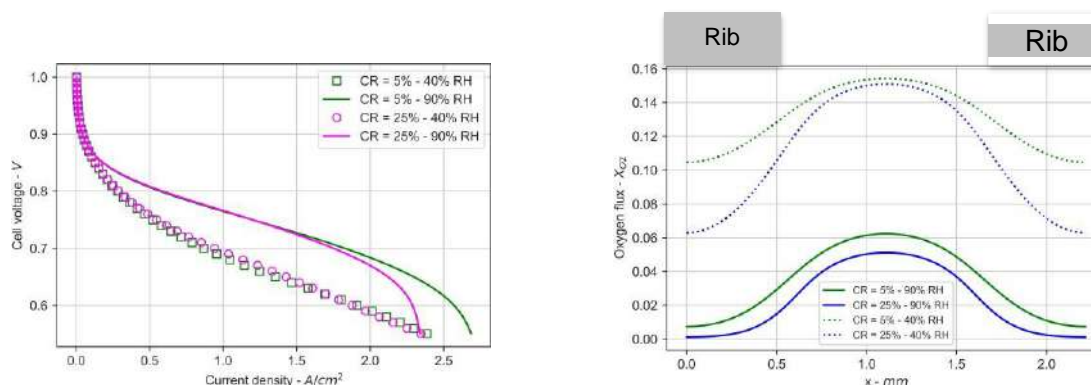 Rib
Rib
CR = 5% - 40% RH
CR = 5% - 90% RH
CR = 25% - 40% RH
CR = 25% - 90% RH
Cell voltage - V
1.0
0.9
0.8
0.7
0.6
0.0 0.5 1.0 1.5 2.0 2.5
Current density - A/cm²
Oxygen flux - X_{O2}
0.16
0.14
0.12
0.10
0.08
0.06
0.04
0.02
0.00
CR = 5% - 90% RH
CR = 25% - 90% RH
CR = 5% - 40% RH
CR = 25% - 40% RH
0.0 0.5 1.0 1.5 2.0
x - mm